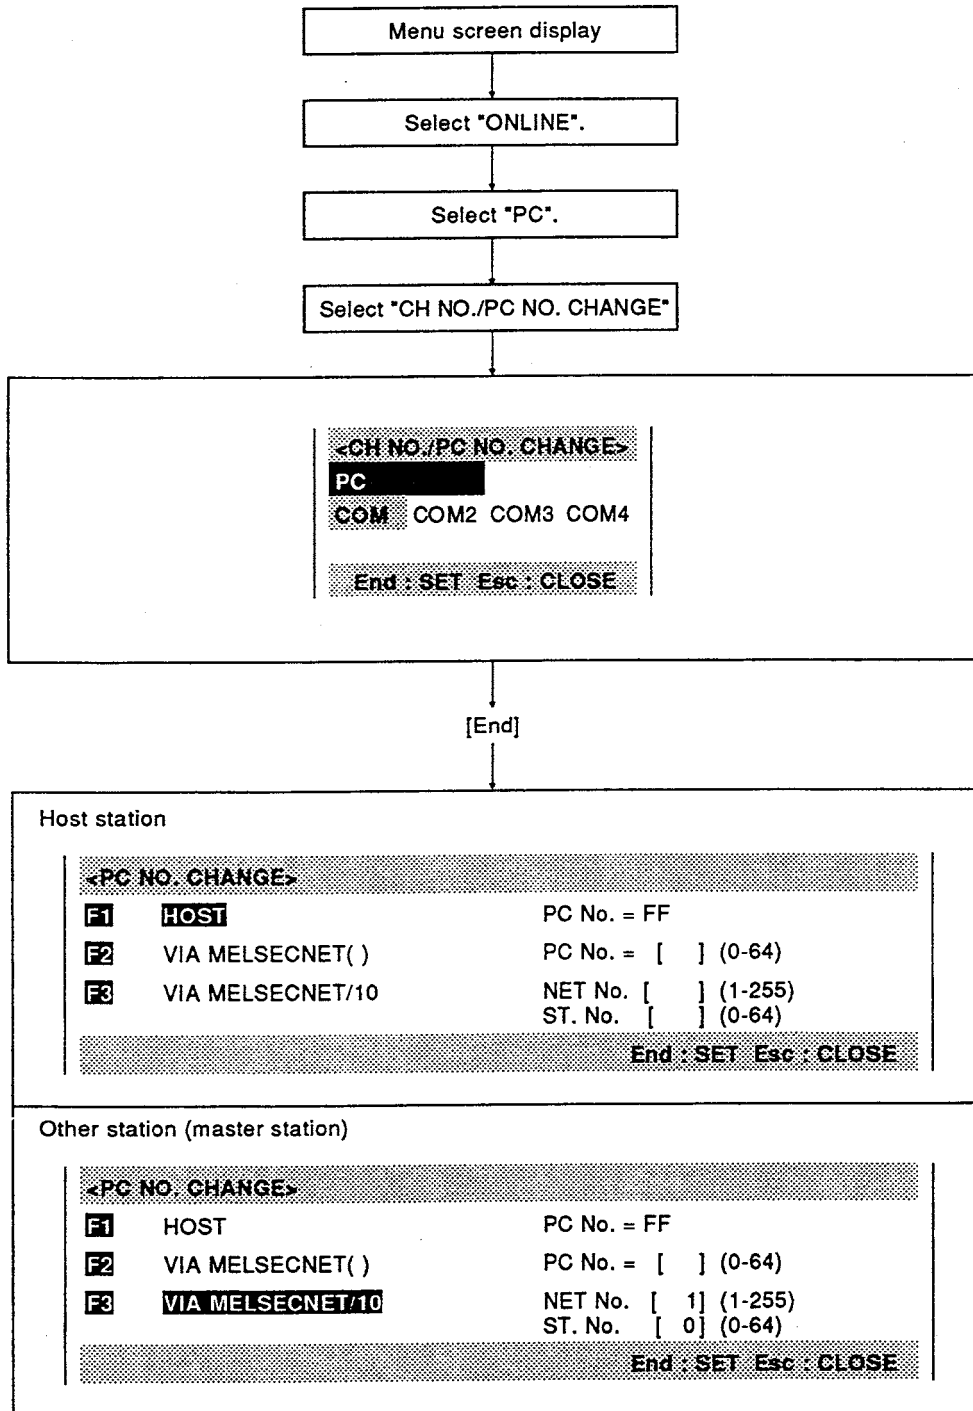 Menu screen display
Select "ONLINE".
Select "PC".
Select "CH NO./PC NO. CHANGE"
<CH NO./PC NO. CHANGE>
PC
COM COM2 COM3 COM4
End : SET Esc : CLOSE
[End]
Host station
<PC NO. CHANGE>
F1 HOST PC No. = FF
F2 VIA MELSECNET( ) PC No. = [ ] (0-64)
F3 VIA MELSECNET/10 NET No. [ ] (1-255)
ST. No. [ ] (0-64)
End : SET Esc : CLOSE
Other station (master station)
<PC NO. CHANGE>
F1 HOST PC No. = FF
F2 VIA MELSECNET( ) PC No. = [ ] (0-64)
F3 VIA MELSECNET/10 NET No. [ 1] (1-255)
ST. No. [ 0] (0-64)
End : SET Esc : CLOSE